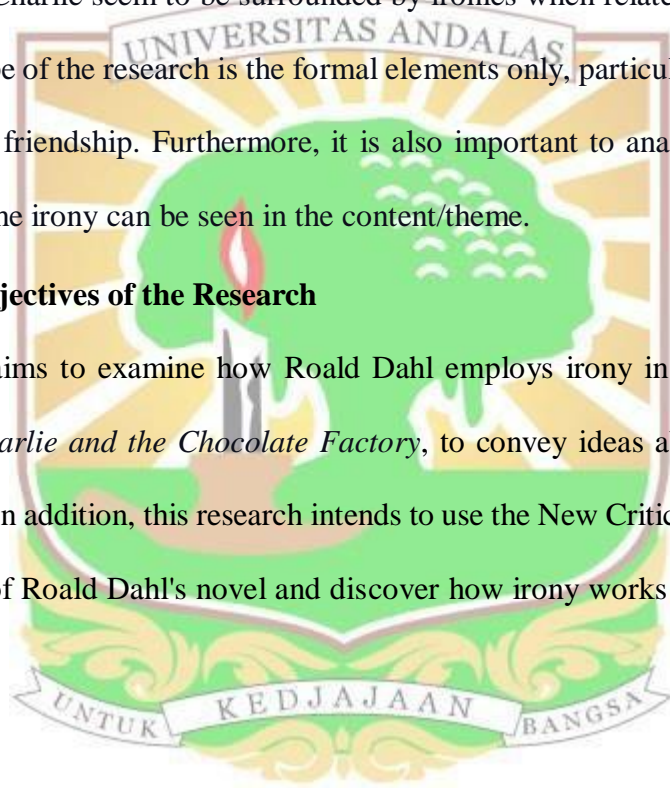 Charlie seem to be surrounded by ironies when relate
UNIVERSITAS ANDALAS
e of the research is the formal elements only, particul
friendship. Furthermore, it is also important to ana
he irony can be seen in the content/theme.
jectives of the Research
aims to examine how Roald Dahl employs irony in
arlie and the Chocolate Factory, to convey ideas a
n addition, this research intends to use the New Critic
of Roald Dahl's novel and discover how irony works
UNTUK KEDJAJAAN BANGSA